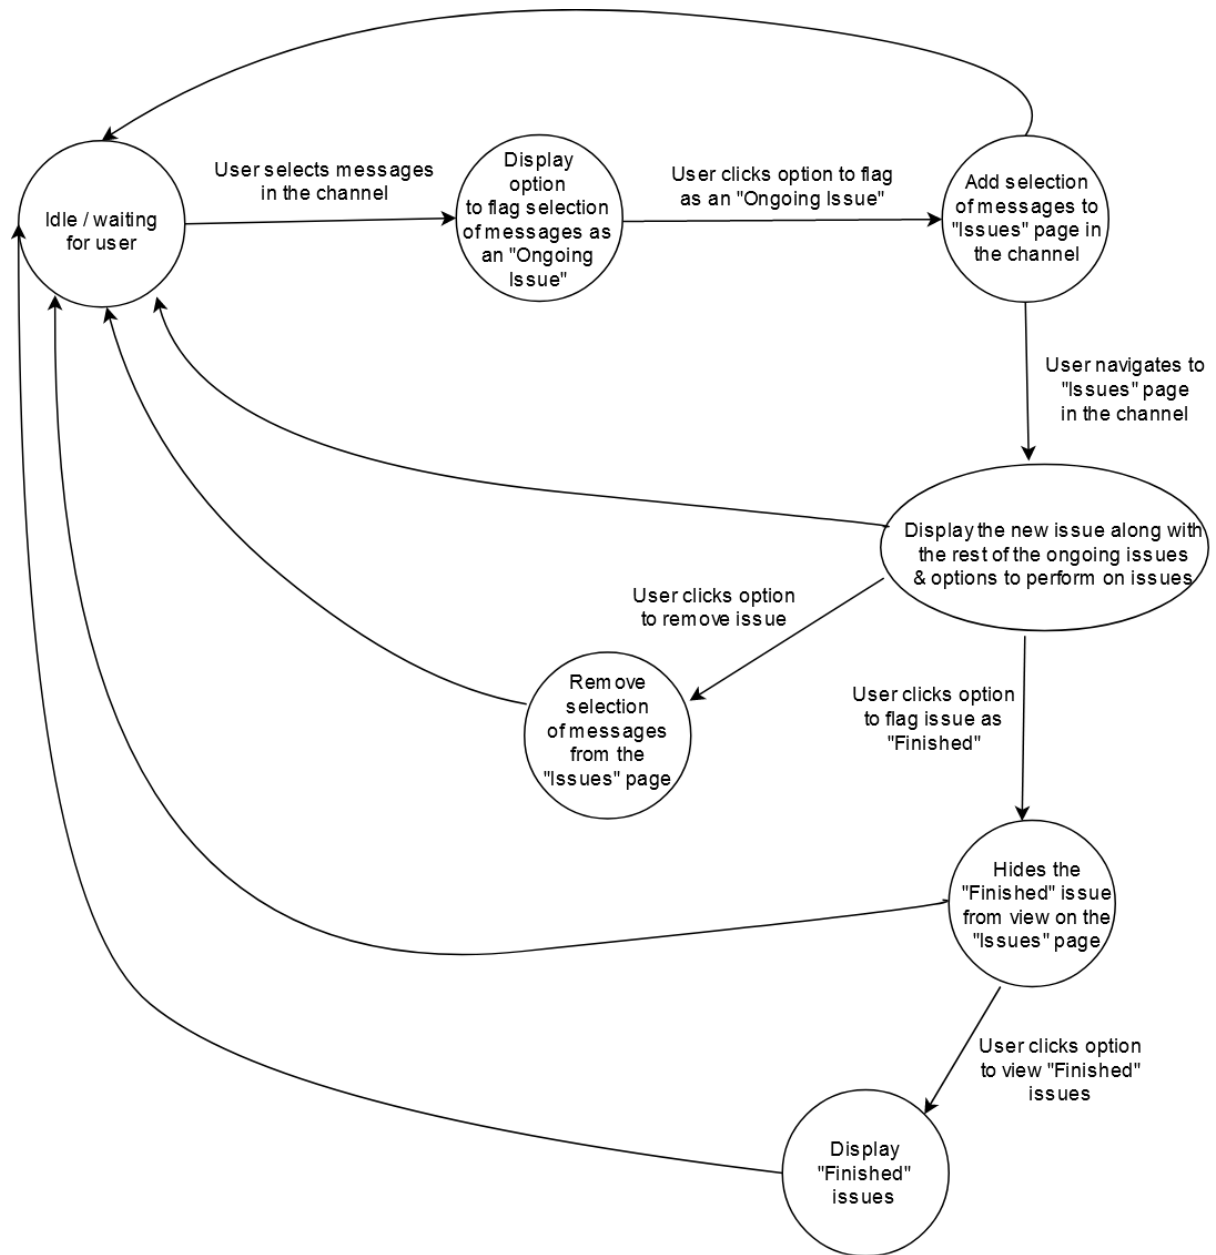 Idle / waiting
for user
User selects messages
in the channel
Display
option
to flag selection
of messages as
an "Ongoing
Issue"
User clicks option to flag
as an "Ongoing Issue"
Add selection
of messages to
"Issues" page in
the channel
User navigates to
"Issues" page
in the channel
Display the new issue along with
the rest of the ongoing issues
& options to perform on issues
User clicks option
to remove issue
Remove
selection
of messages
from the
"Issues" page
User clicks option
to flag issue as
"Finished"
Hides the
"Finished" issue
from view on the
"Issues" page
User clicks option
to view "Finished"
issues
Display
"Finished"
issues